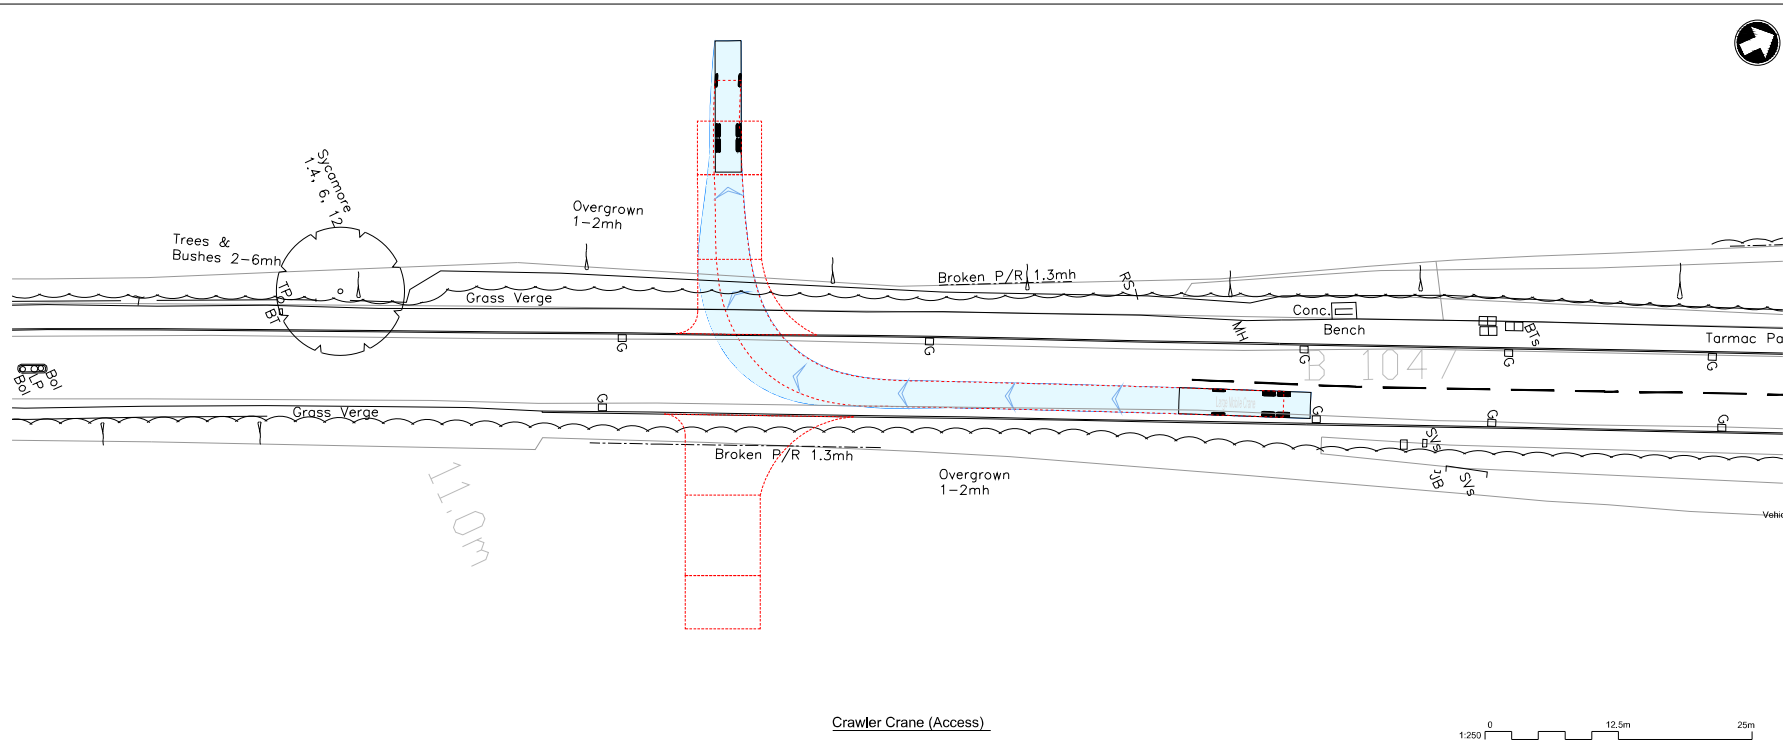 Sycamore
1.4, 6, 12
Overgrown
1-2mh
Trees &
Bushes 2-6mh
TP
BT
Grass Verge
Broken P/R 1.3mh
RS
Conc.
Bench
MH
BTs
Tarmac Pa
G
G
G
G
G
B 1047
Bol
LP
Bol
Grass Verge
G
G
G
G
Broken P/R 1.3mh
Overgrown
1-2mh
SVs
JB
SVs
11.0m
Vehic
Crawler Crane (Access)
1:250
0
12.5m
25m